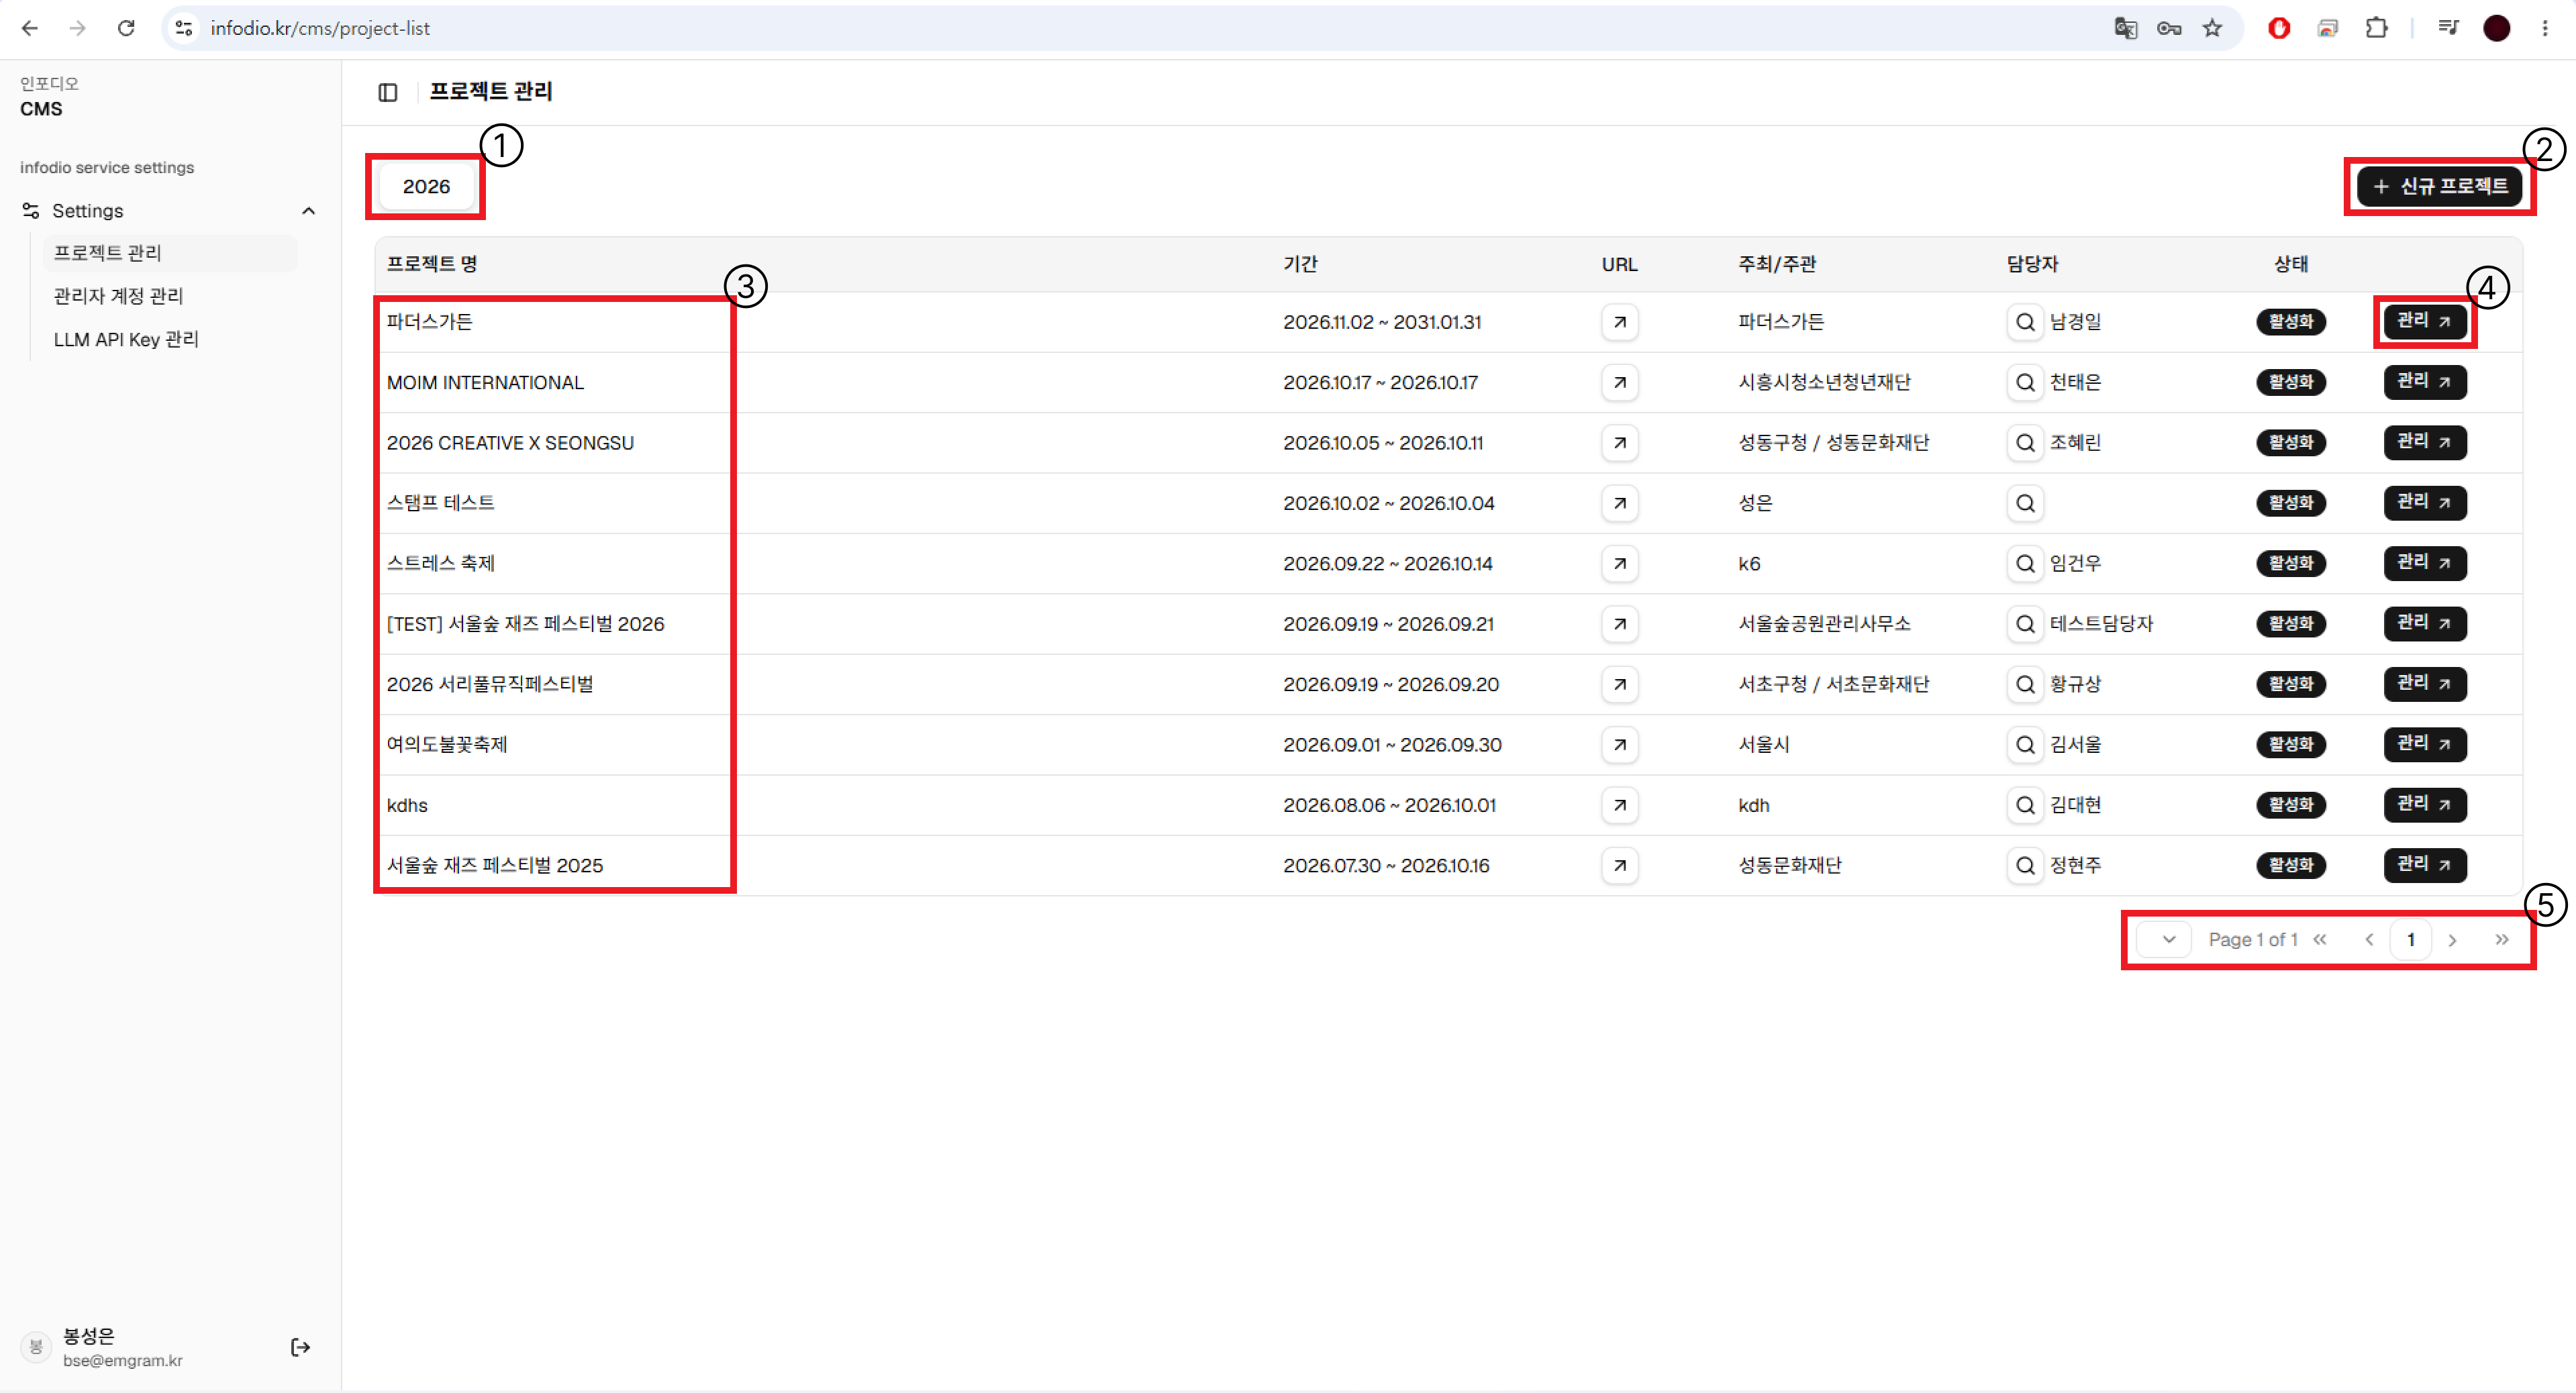 infodio.kr/cms/project-list
인포디오
CMS
infodio service settings
Settings
프로젝트 관리
관리자 계정 관리
LLM API Key 관리
봉
봉성은
bse@emgram.kr
프로젝트 관리
①
2026
②
+ 신규 프로젝트
프로젝트 명 기간 URL 주최/주관 담당자 상태
③
④
파더스가든 2026.11.02 ~ 2031.01.31 파더스가든 남경일 활성화 관리
MOIM INTERNATIONAL 2026.10.17 ~ 2026.10.17 시흥시청소년청년재단 천태은 활성화 관리
2026 CREATIVE X SEONGSU 2026.10.05 ~ 2026.10.11 성동구청 / 성동문화재단 조혜린 활성화 관리
스탬프 테스트 2026.10.02 ~ 2026.10.04 성은 활성화 관리
스트레스 축제 2026.09.22 ~ 2026.10.14 k6 임건우 활성화 관리
[TEST] 서울숲 재즈 페스티벌 2026 2026.09.19 ~ 2026.09.21 서울숲공원관리사무소 테스트담당자 활성화 관리
2026 서리풀뮤직페스티벌 2026.09.19 ~ 2026.09.20 서초구청 / 서초문화재단 황규상 활성화 관리
여의도불꽃축제 2026.09.01 ~ 2026.09.30 서울시 김서울 활성화 관리
kdhs 2026.08.06 ~ 2026.10.01 kdh 김대현 활성화 관리
서울숲 재즈 페스티벌 2025 2026.07.30 ~ 2026.10.16 성동문화재단 정현주 활성화 관리
⑤
Page 1 of 1 « ‹ 1 › »